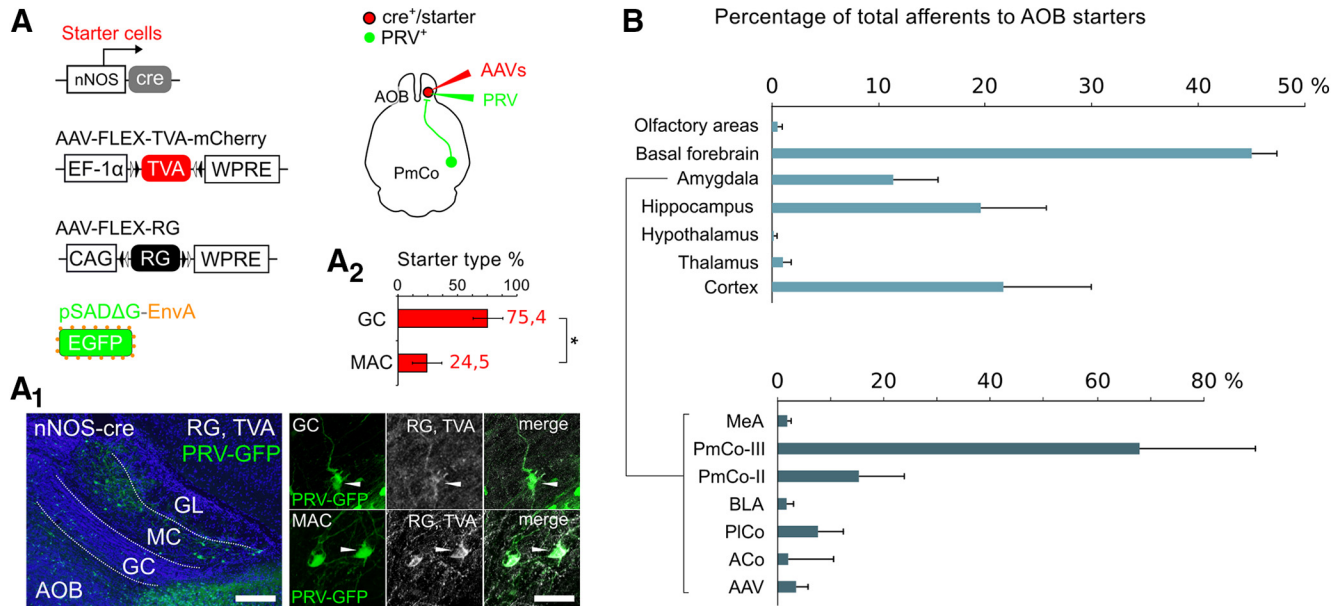 A
Starter cells
nNOS cre
AAV-FLEX-TVA-mCherry
EF-1α TVA WPRE
AAV-FLEX-RG
CAG RG WPRE
pSADΔG-EnvA
EGFP
cre+/starter
PRV+
AAVs
AOB
PRV
PmCo
A2
Starter type %
0 50 100
GC 75,4
MAC 24,5
*
A1
nNOS-cre RG, TVA
PRV-GFP
GL
MC
GC
AOB
GC RG, TVA merge
PRV-GFP
MAC RG, TVA merge
PRV-GFP
B
Percentage of total afferents to AOB starters
0 10 20 30 50 %
Olfactory areas
Basal forebrain
Amygdala
Hippocampus
Hypothalamus
Thalamus
Cortex
0 20 40 60 80 %
MeA
PmCo-III
PmCo-II
BLA
PlCo
ACo
AAV